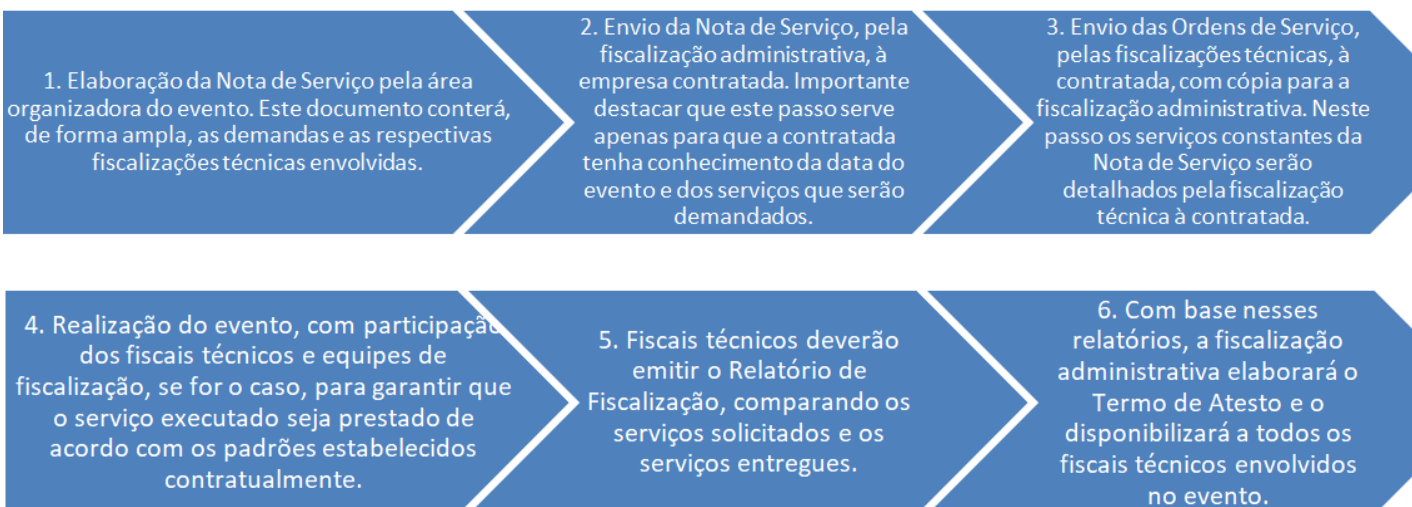 1. Elaboração da Nota de Serviço pela área
organizadora do evento. Este documento conterá,
de forma ampla, as demandas e as respectivas
fiscalizações técnicas envolvidas.
2. Envio da Nota de Serviço, pela
fiscalização administrativa, à
empresa contratada. Importante
destacar que este passo serve
apenas para que a contratada
tenha conhecimento da data do
evento e dos serviços que serão
demandados.
3. Envio das Ordens de Serviço,
pelas fiscalizações técnicas, à
contratada, com cópia para a
fiscalização administrativa. Neste
passo os serviços constantes da
Nota de Serviço serão
detalhados pela fiscalização
técnica à contratada.
4. Realização do evento, com participação
dos fiscais técnicos e equipes de
fiscalização, se for o caso, para garantir que
o serviço executado seja prestado de
acordo com os padrões estabelecidos
contratualmente.
5. Fiscais técnicos deverão
emitir o Relatório de
Fiscalização, comparando os
serviços solicitados e os
serviços entregues.
6. Com base nesses
relatórios, a fiscalização
administrativa elaborará o
Termo de Atesto e o
disponibilizará a todos os
fiscais técnicos envolvidos
no evento.